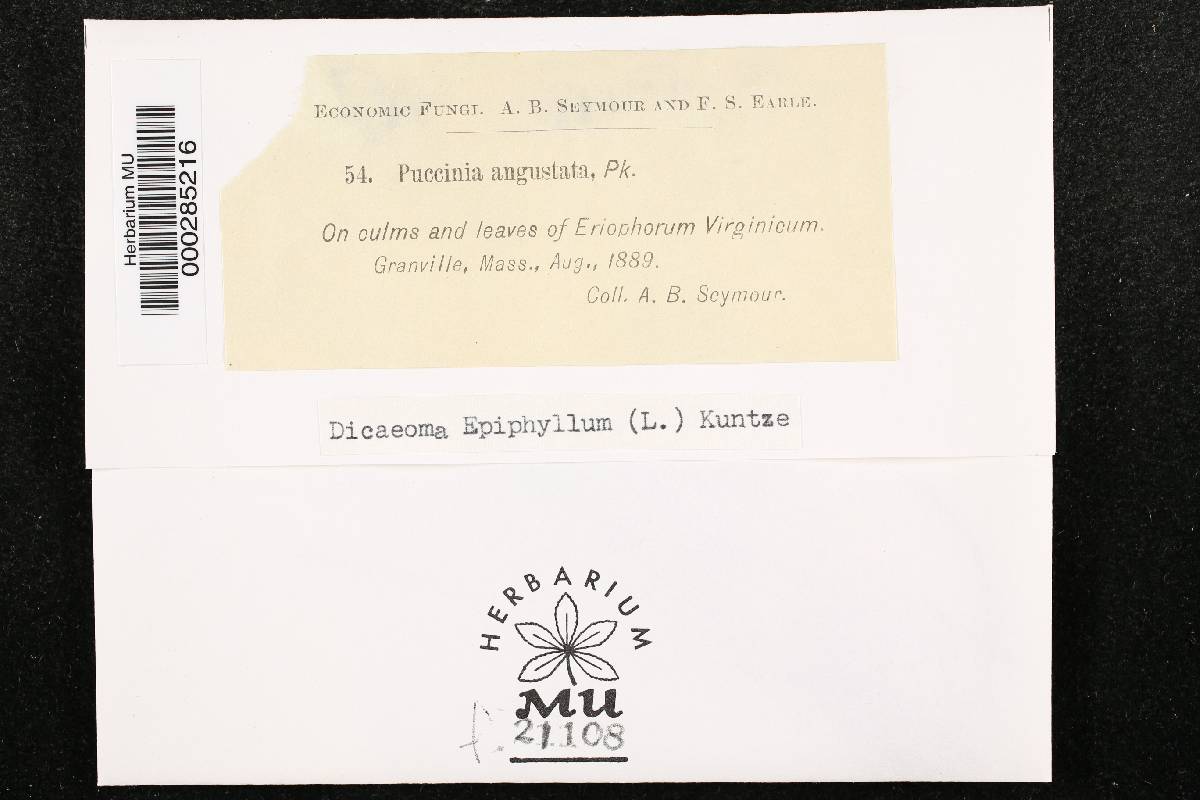 Herbarium MU
000285216
ECONOMIC FUNGI. A. B. SEYMOUR AND F. S. EARLE.
54. Puccinia angustata, Pk.
On culms and leaves of Eriophorum Virginicum.
Granville, Mass., Aug., 1889.
Coll. A. B. Seymour.
Dicaeoma Epiphyllum (L.) Kuntze
HERBARIUM
MU
f. 21108